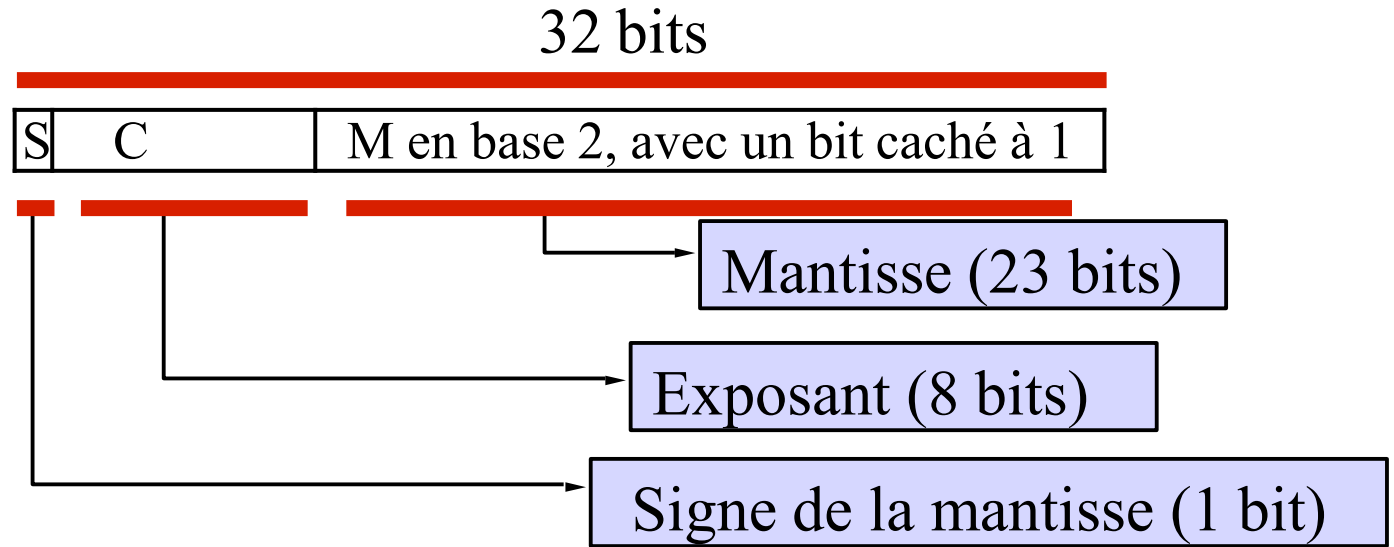 32 bits
S C M en base 2, avec un bit caché à 1
Mantisse (23 bits)
Exposant (8 bits)
Signe de la mantisse (1 bit)